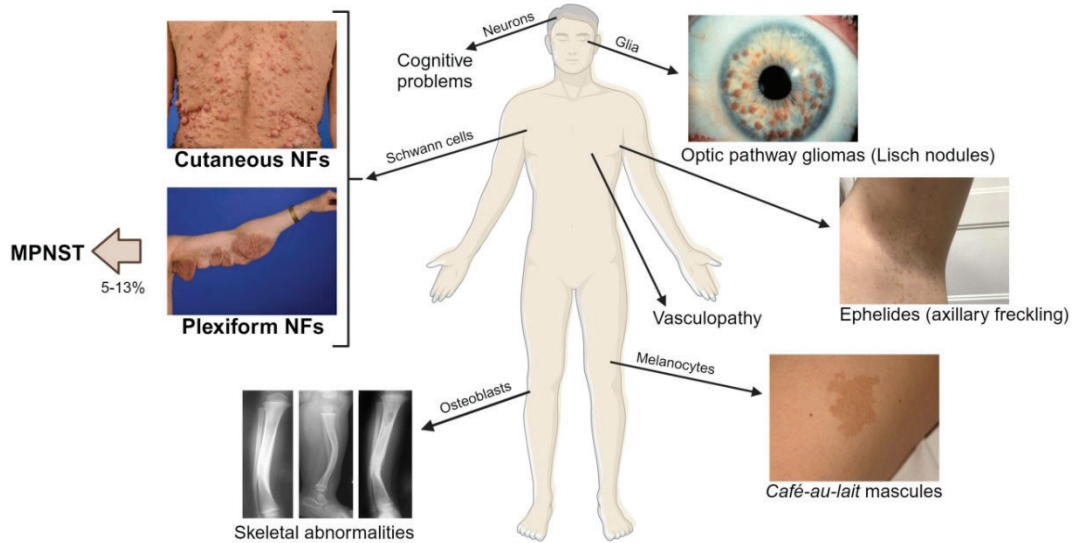 Neurons
Cognitive
problems
Glia
Optic pathway gliomas (Lisch nodules)
Cutaneous NFs
Schwann cells
MPNST
5-13%
Plexiform NFs
Ephelides (axillary freckling)
Vasculopathy
Melanocytes
Café-au-lait mascules
Osteoblasts
Skeletal abnormalities